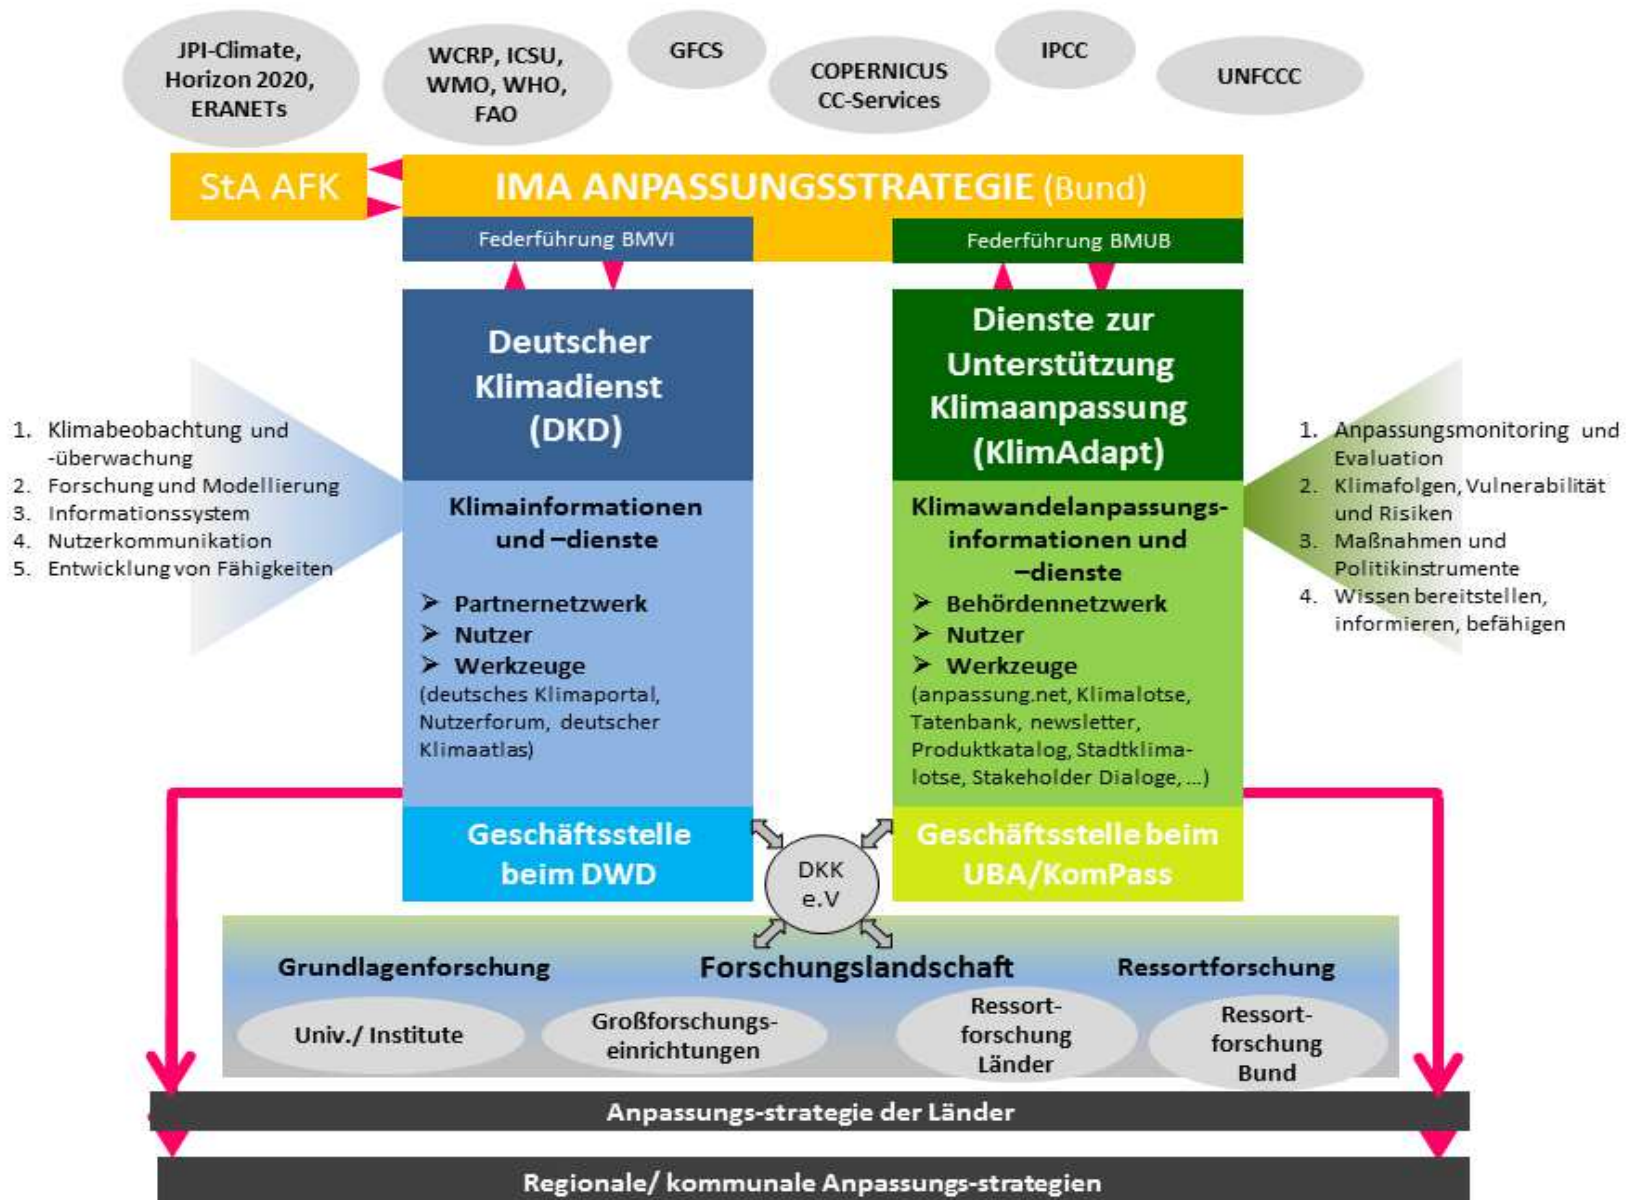 JPI-Climate,
Horizon 2020,
ERANETs
WCRP, ICSU,
WMO, WHO,
FAO
GFCS
COPERNICUS
CC-Services
IPCC
UNFCCC
StA AFK
IMA ANPASSUNGSSTRATEGIE (Bund)
Federführung BMVI
Federführung BMUB
Deutscher
Klimadienst
(DKD)
Dienste zur
Unterstützung
Klimaanpassung
(KlimAdapt)
1. Klimabeobachtung und
-überwachung
2. Forschung und Modellierung
3. Informationssystem
4. Nutzerkommunikation
5. Entwicklung von Fähigkeiten
Klimainformationen
und –dienste
➢ Partnernetzwerk
➢ Nutzer
➢ Werkzeuge
(deutsches Klimaportal,
Nutzerforum, deutscher
Klimaatlas)
Klimawandelanpassungs-
informationen und
–dienste
➢ Behördennetzwerk
➢ Nutzer
➢ Werkzeuge
(anpassung.net, Klimalotse,
Tatenbank, newsletter,
Produktkatalog, Stadtklima-
lotse, Stakeholder Dialoge, ...)
1. Anpassungsmonitoring und
Evaluation
2. Klimafolgen, Vulnerabilität
und Risiken
3. Maßnahmen und
Politikinstrumente
4. Wissen bereitstellen,
informieren, befähigen
Geschäftsstelle
beim DWD
DKK
e.V
Geschäftsstelle beim
UBA/KomPass
Grundlagenforschung
Forschungslandschaft
Ressortforschung
Univ./ Institute
Großforschungs-
einrichtungen
Ressort-
forschung
Länder
Ressort-
forschung
Bund
Anpassungs-strategie der Länder
Regionale/ kommunale Anpassungs-strategien